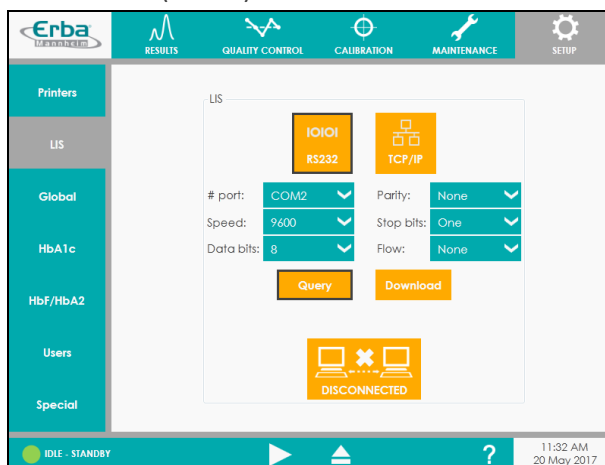 Erba
Mannheim
RESULTS
QUALITY CONTROL
CALIBRATION
MAINTENANCE
SETUP
Printers
LIS
Global
HbA1c
HbF/HbA2
Users
Special
LIS
IOIOI
RS232
TCP/IP
# port: COM2 Parity: None
Speed: 9600 Stop bits: One
Data bits: 8 Flow: None
Query Download
DISCONNECTED
IDLE - STANDBY
?
11:32 AM
20 May 2017